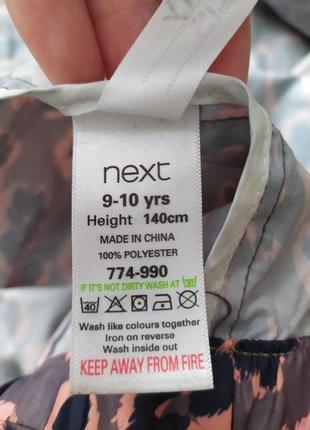 next
9-10 yrs
Height 140cm
MADE IN CHINA
100% POLYESTER
774-990
IF IT'S NOT DIRTY WASH AT 30
40
Wash like colours together
Iron on reverse
Wash inside out
KEEP AWAY FROM FIRE